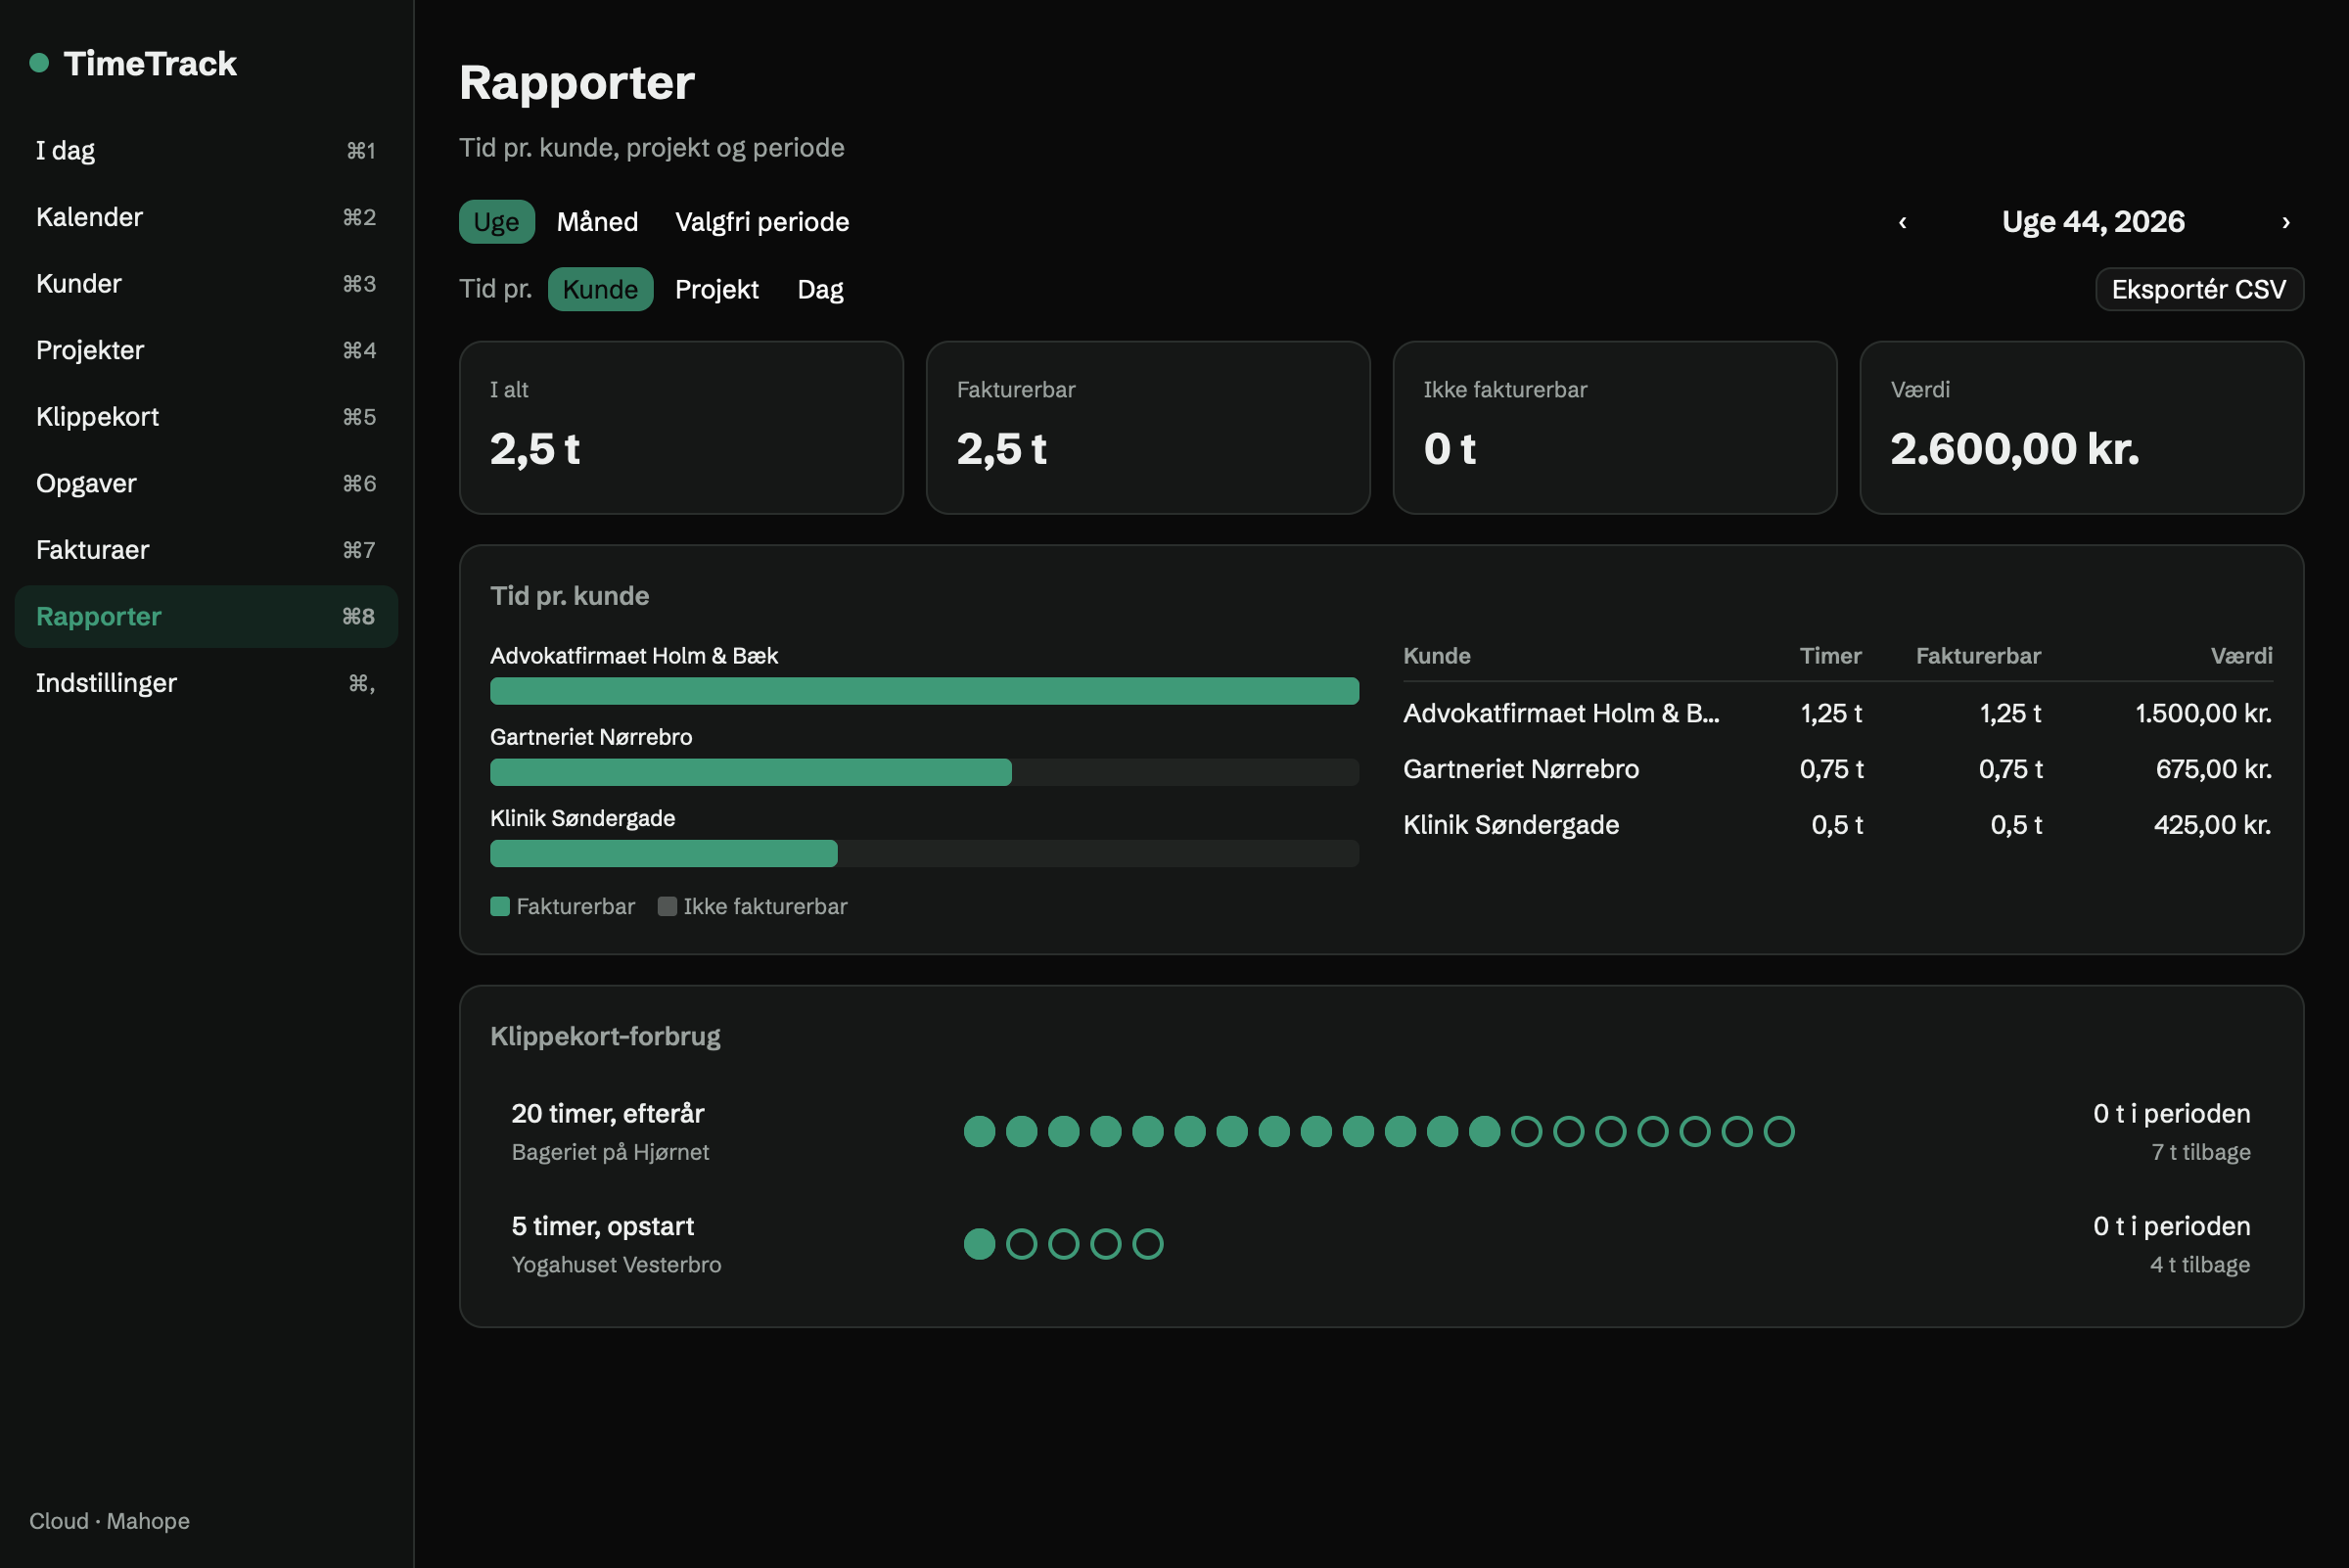 TimeTrack
I dag ⌘1
Kalender ⌘2
Kunder ⌘3
Projekter ⌘4
Klippekort ⌘5
Opgaver ⌘6
Fakturaer ⌘7
Rapporter ⌘8
Indstillinger ⌘,
Cloud · Mahope
Rapporter
Tid pr. kunde, projekt og periode
Uge Måned Valgfri periode ‹ Uge 44, 2026 ›
Tid pr. Kunde Projekt Dag Eksportér CSV
I alt
2,5 t
Fakturerbar
2,5 t
Ikke fakturerbar
0 t
Værdi
2.600,00 kr.
Tid pr. kunde
Advokatfirmaet Holm & Bæk
Gartneriet Nørrebro
Klinik Søndergade
Fakturerbar Ikke fakturerbar
Kunde Timer Fakturerbar Værdi
Advokatfirmaet Holm & B... 1,25 t 1,25 t 1.500,00 kr.
Gartneriet Nørrebro 0,75 t 0,75 t 675,00 kr.
Klinik Søndergade 0,5 t 0,5 t 425,00 kr.
Klippekort-forbrug
20 timer, efterår 0 t i perioden
Bageriet på Hjørnet 7 t tilbage
5 timer, opstart 0 t i perioden
Yogahuset Vesterbro 4 t tilbage